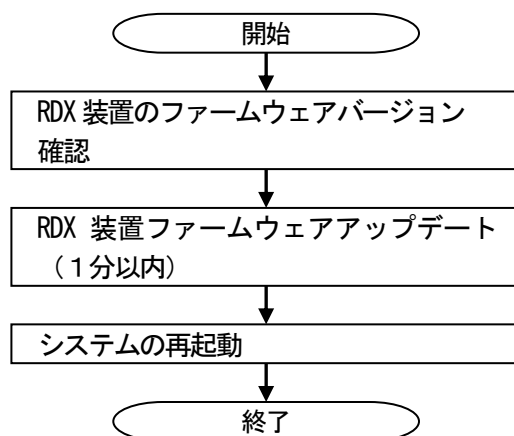 開始
RDX 装置のファームウェアバージョン
確認
RDX 装置ファームウェアアップデート
（１分以内）
システムの再起動
終了